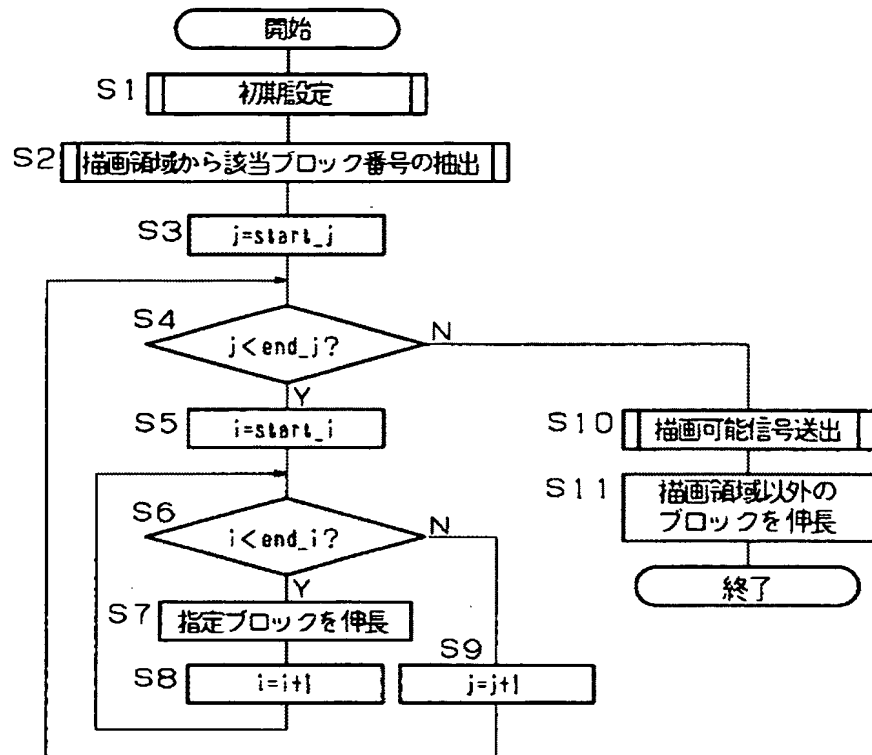 開始
S1 初期設定
S2 描画領域から該当ブロック番号の抽出
S3 j=start_j
S4 j<end_j? N
Y
S5 i=start_i
S6 i<end_i? N
Y
S7 指定ブロックを伸長
S8 i=i+1
S9 j=j+1
S10 描画可能信号送出
S11 描画領域以外の
ブロックを伸長
終了